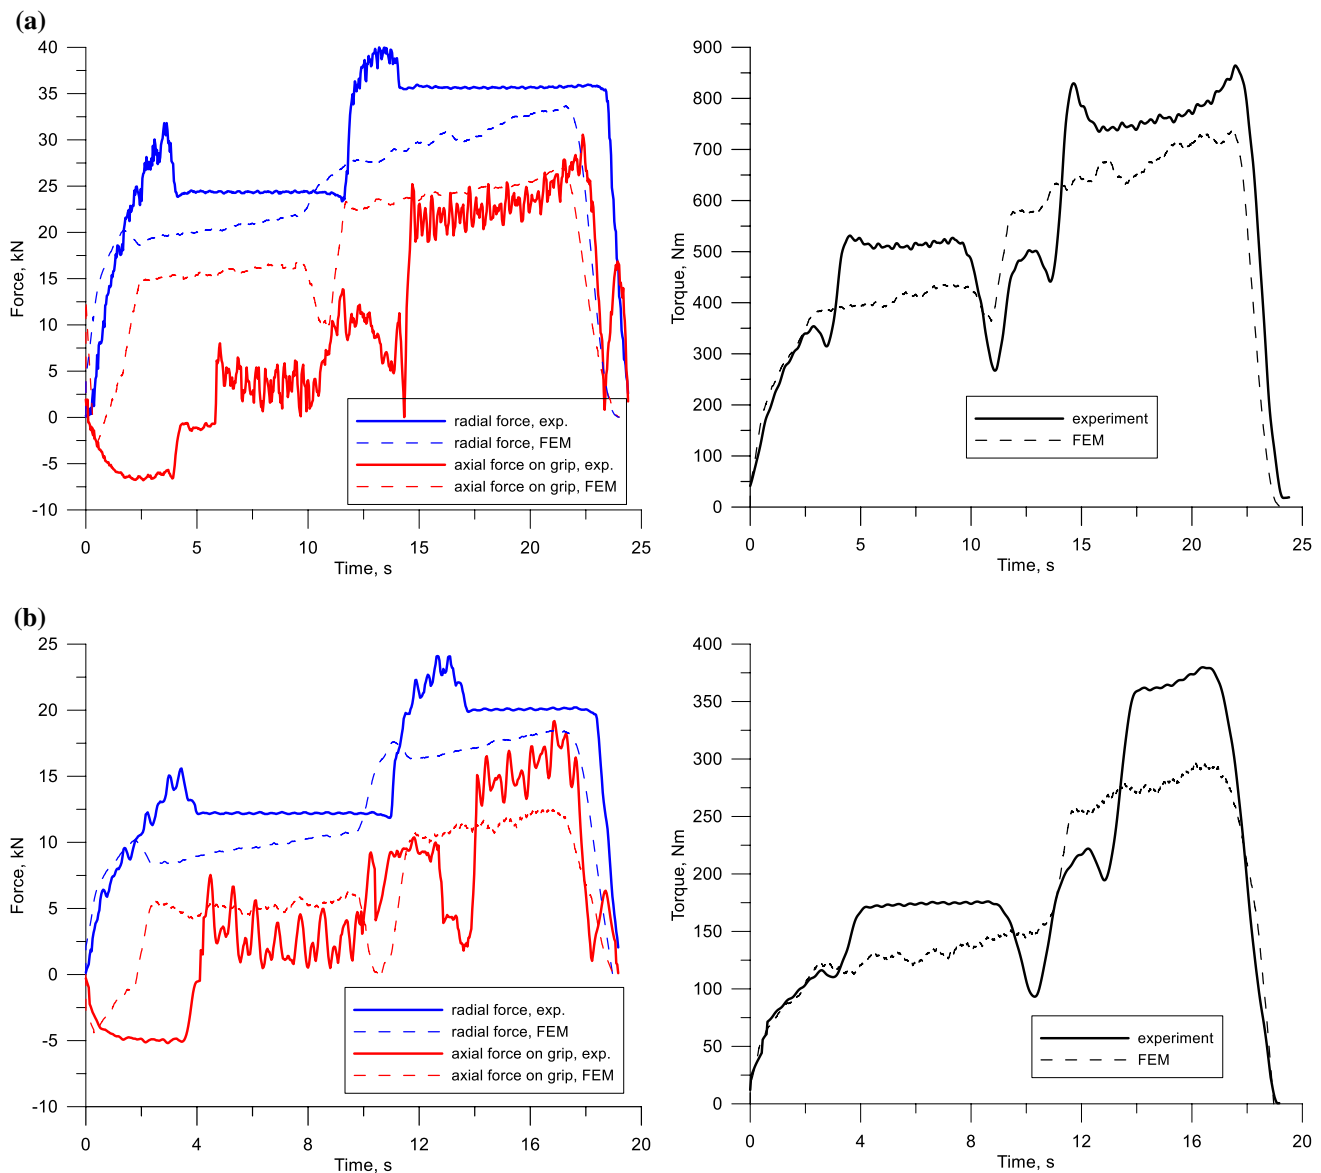 (a)
40
35
30
25
20
15
10
5
0
-5
-10
Force, kN
0 5 10 15 20 25
Time, s
radial force, exp.
radial force, FEM
axial force on grip, exp.
axial force on grip, FEM
900
800
700
600
500
400
300
200
100
0
Torque, Nm
0 5 10 15 20 25
Time, s
experiment
FEM
(b)
25
20
15
10
5
0
-5
-10
Force, kN
0 4 8 12 16 20
Time, s
radial force, exp.
radial force, FEM
axial force on grip, exp.
axial force on grip, FEM
400
350
300
250
200
150
100
50
0
Torque, Nm
0 4 8 12 16 20
Time, s
experiment
FEM